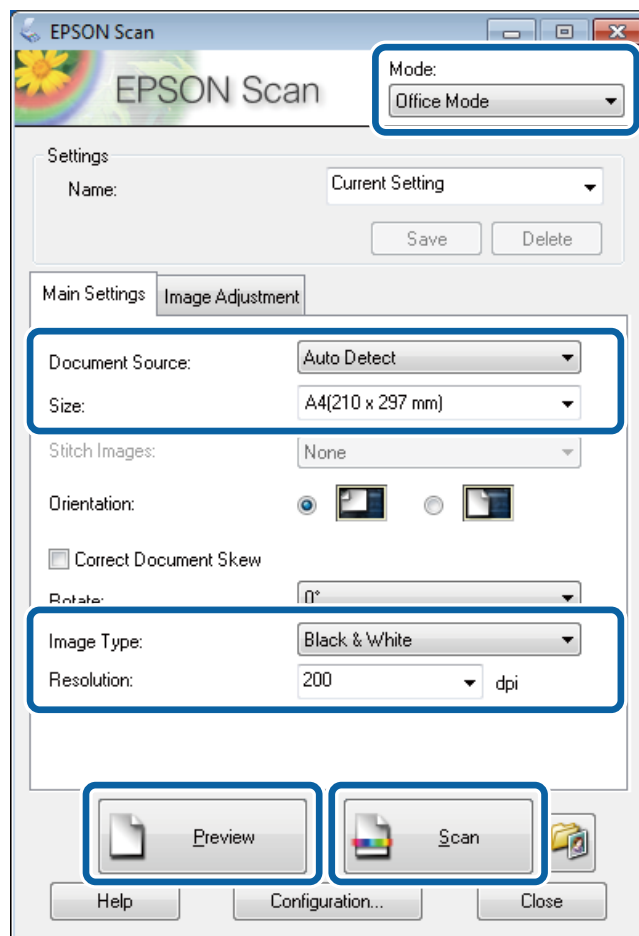 EPSON Scan
EPSON Scan
Mode:
Office Mode
Settings
Name: Current Setting
Save Delete
Main Settings Image Adjustment
Document Source: Auto Detect
Size: A4(210 x 297 mm)
Stitch Images: None
Orientation:
Correct Document Skew
Rotate: 0°
Image Type: Black & White
Resolution: 200 dpi
Preview Scan
Help Configuration... Close